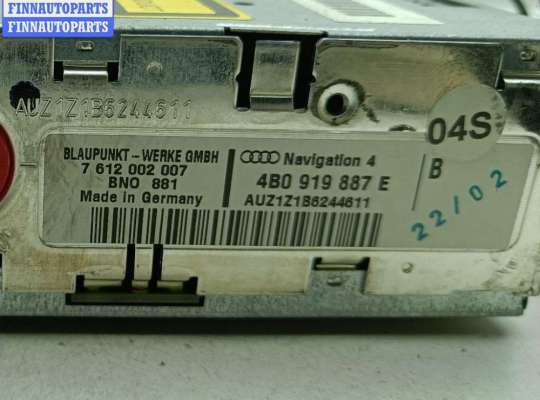 FINNAUTOPARTS
FINNAUTOPARTS
AUZ1Z1B6244611
04S
BLAUPUNKT - WERKE GMBH
7 612 002 007
BNO 881
Made in Germany
Navigation 4
4B0 919 887 E
AUZ1Z1B6244611
B
22/02